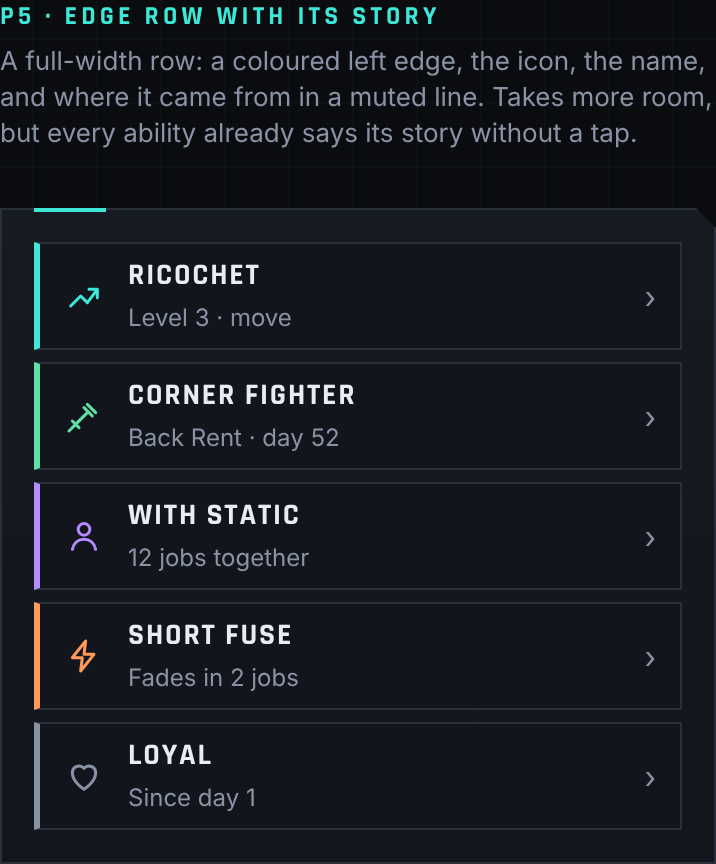 P5 · EDGE ROW WITH ITS STORY
A full-width row: a coloured left edge, the icon, the name,
and where it came from in a muted line. Takes more room,
but every ability already says its story without a tap.
RICOCHET
Level 3 · move
CORNER FIGHTER
Back Rent · day 52
WITH STATIC
12 jobs together
SHORT FUSE
Fades in 2 jobs
LOYAL
Since day 1